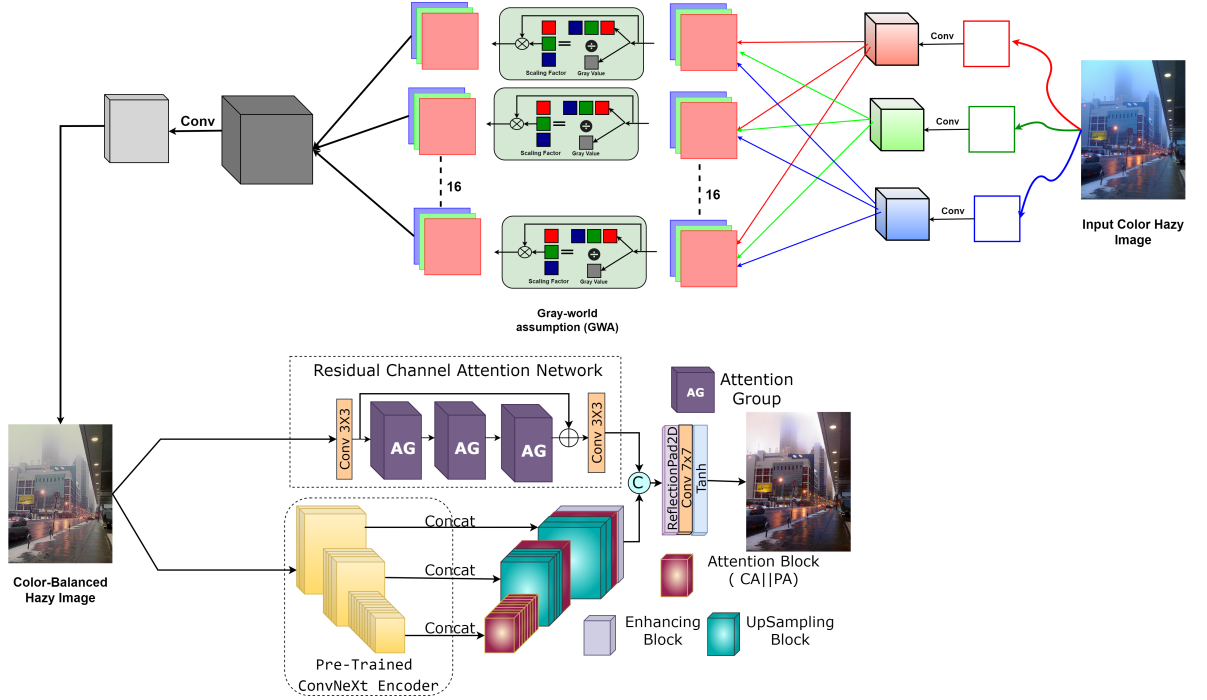 Conv
Conv
Conv
Input Color Hazy
Image
Scaling Factor
Gray Value
Scaling Factor
Gray Value
Scaling Factor
Gray Value
16
16
Conv
Gray-world
assumption (GWA)
Color-Balanced
Hazy Image
Residual Channel Attention Network
Conv 3X3
AG
AG
AG
Conv 3X3
AG
Attention
Group
C
ReflectionPad2D
Conv 7x7
Tanh
Concat
Concat
Concat
Pre-Trained
ConvNeXt Encoder
Attention Block
( CA||PA)
Enhancing
Block
UpSampling
Block